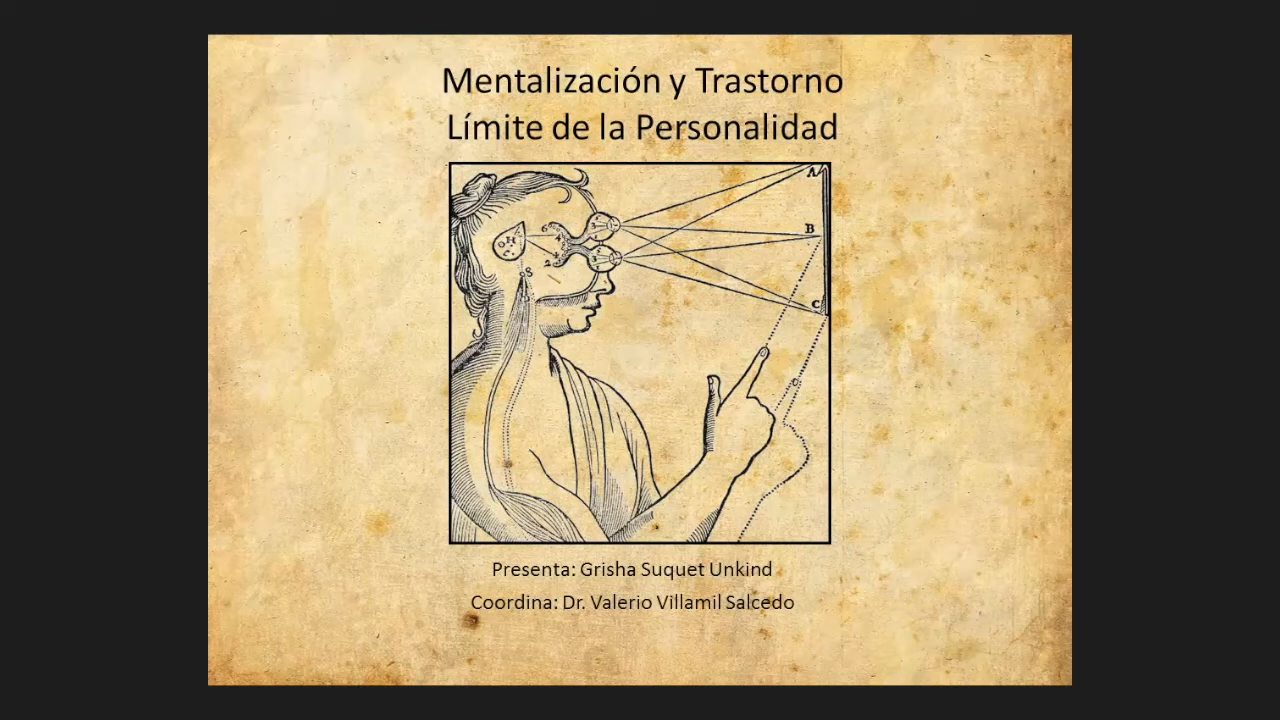 Mentalización y Trastorno
Límite de la Personalidad
A
B
C
Presenta: Grisha Suquet Unkind
Coordina: Dr. Valerio Villamil Salcedo